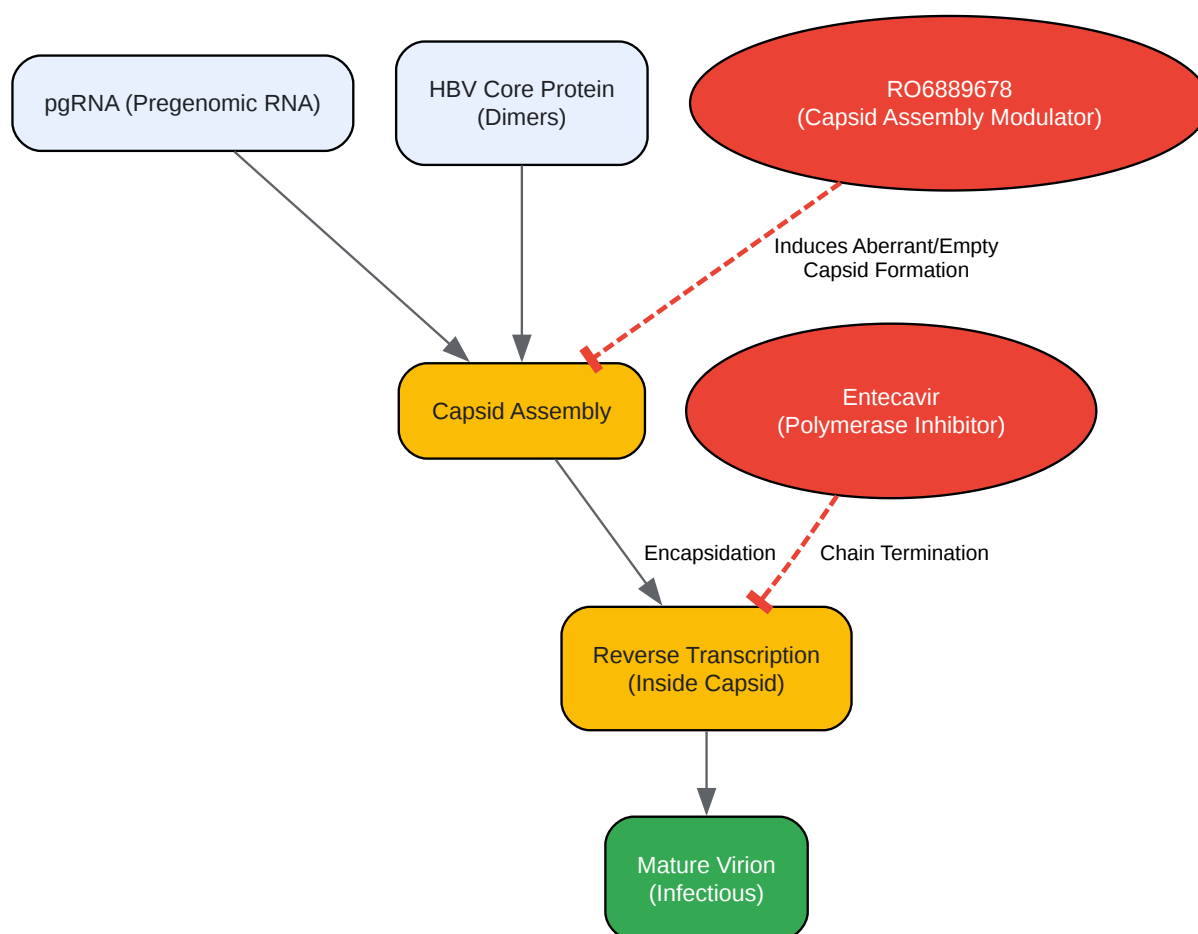 pgRNA (Pregenomic RNA)
HBV Core Protein
(Dimers)
RO6889678
(Capsid Assembly Modulator)
Induces Aberrant/Empty
Capsid Formation
Capsid Assembly
Entecavir
(Polymerase Inhibitor)
Encapsidation
Chain Termination
Reverse Transcription
(Inside Capsid)
Mature Virion
(Infectious)